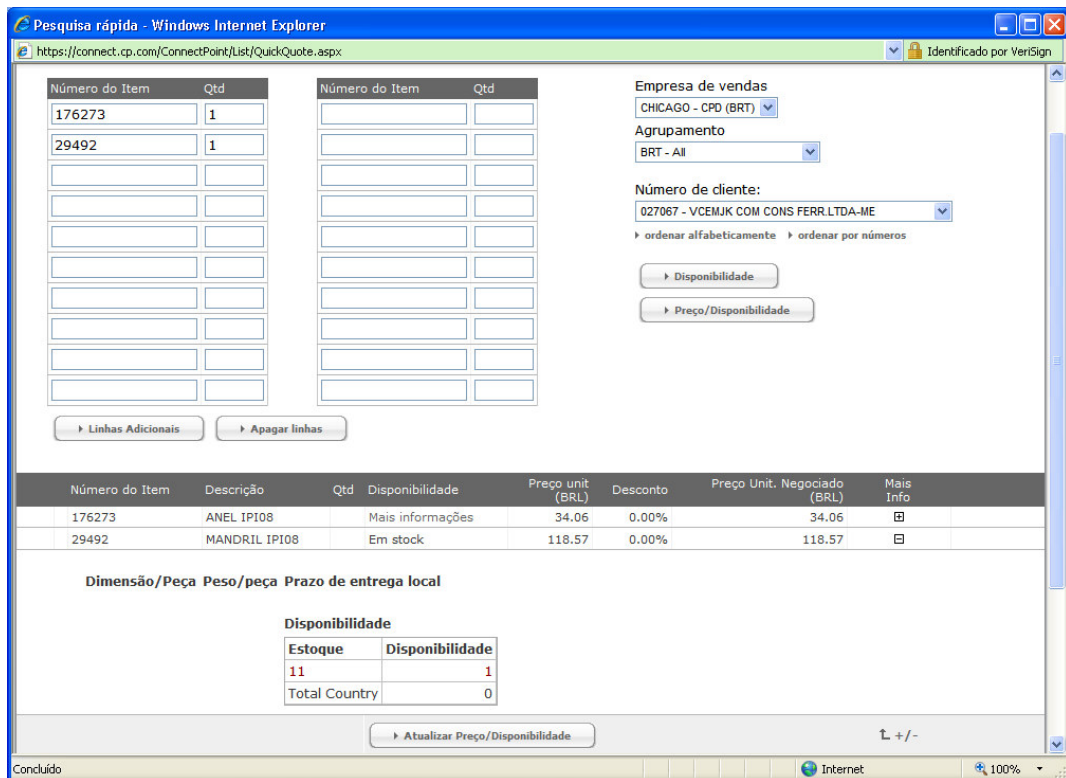 Pesquisa rápida - Windows Internet Explorer
https://connect.cp.com/ConnectPoint/List/QuickQuote.aspx Identificado por VeriSign
Número do Item Qtd Número do Item Qtd Empresa de vendas
176273 1 CHICAGO - CPD (BRT)
Agrupamento
29492 1 BRT - All
Número de cliente:
027067 - VCEMJK COM CONS FERR.LTDA-ME
ordenar alfabeticamente ordenar por números
Disponibilidade
Preço/Disponibilidade
Linhas Adicionais Apagar linhas
Número do Item Descrição Qtd Disponibilidade Preço unit (BRL) Desconto Preço Unit. Negociado (BRL) Mais Info
176273 ANEL IPI08 Mais informações 34.06 0.00% 34.06
29492 MANDRIL IPI08 Em stock 118.57 0.00% 118.57
Dimensão/Peça Peso/peça Prazo de entrega local
Disponibilidade
Estoque Disponibilidade
11 1
Total Country 0
Atualizar Preço/Disponibilidade +/-
Concluído Internet 100%